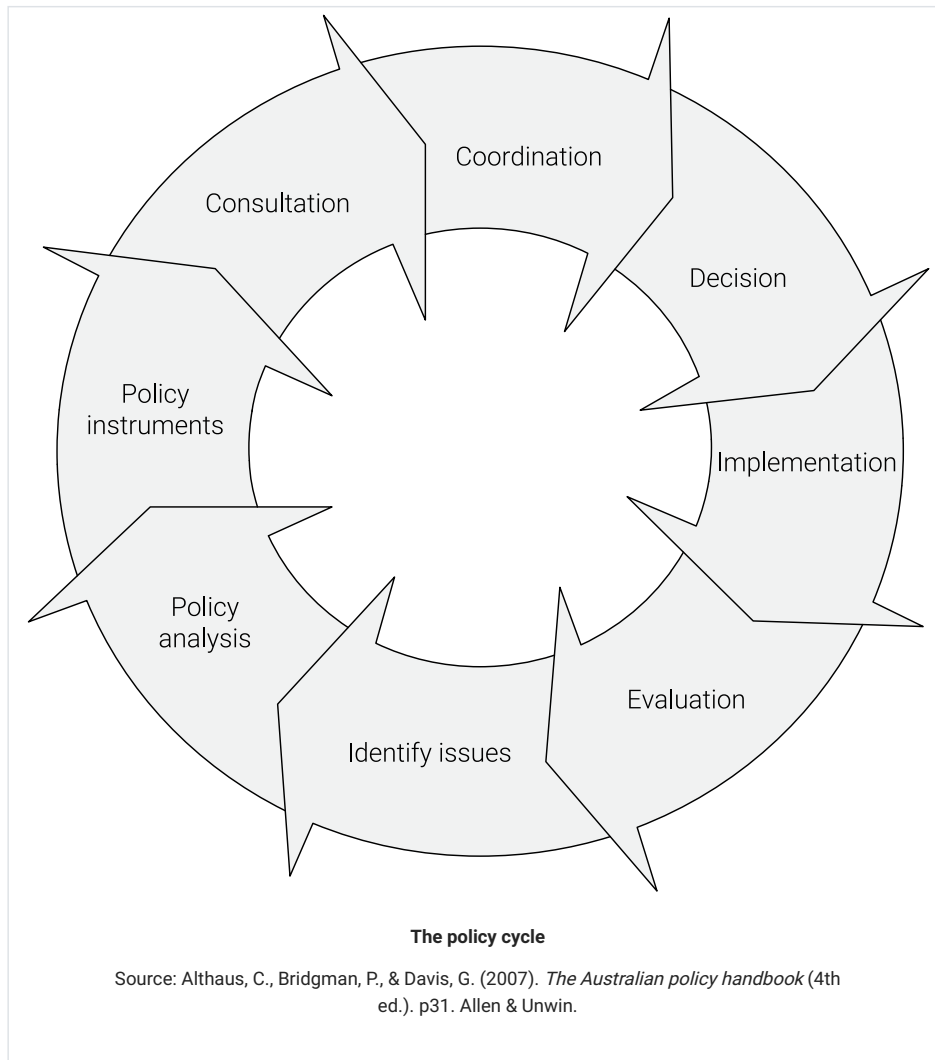 Coordination
Consultation
Decision
Policy
instruments
Implementation
Policy
analysis
Evaluation
Identify issues
The policy cycle
Source: Althaus, C., Bridgman, P., & Davis, G. (2007). The Australian policy handbook (4th
ed.). p31. Allen & Unwin.